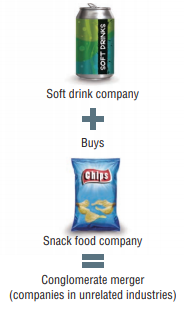 SOFT DRINKS
Soft drink company
+
Buys
Chips
Snack food company
=
Conglomerate merger
(companies in unrelated industries)